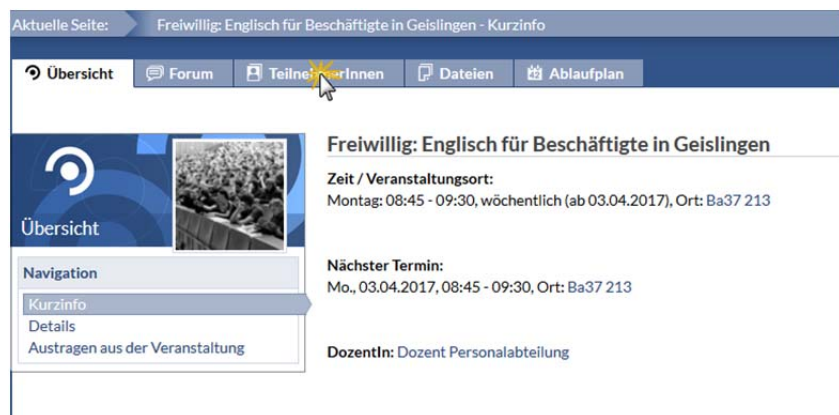 Aktuelle Seite: Freiwillig: Englisch für Beschäftigte in Geislingen - Kurzinfo
Übersicht Forum TeilnehmerInnen Dateien Ablaufplan
Übersicht
Navigation
Kurzinfo
Details
Austragen aus der Veranstaltung
Freiwillig: Englisch für Beschäftigte in Geislingen
Zeit / Veranstaltungsort:
Montag: 08:45 - 09:30, wöchentlich (ab 03.04.2017), Ort: Ba37 213
Nächster Termin:
Mo., 03.04.2017, 08:45 - 09:30, Ort: Ba37 213
DozentIn: Dozent Personalabteilung